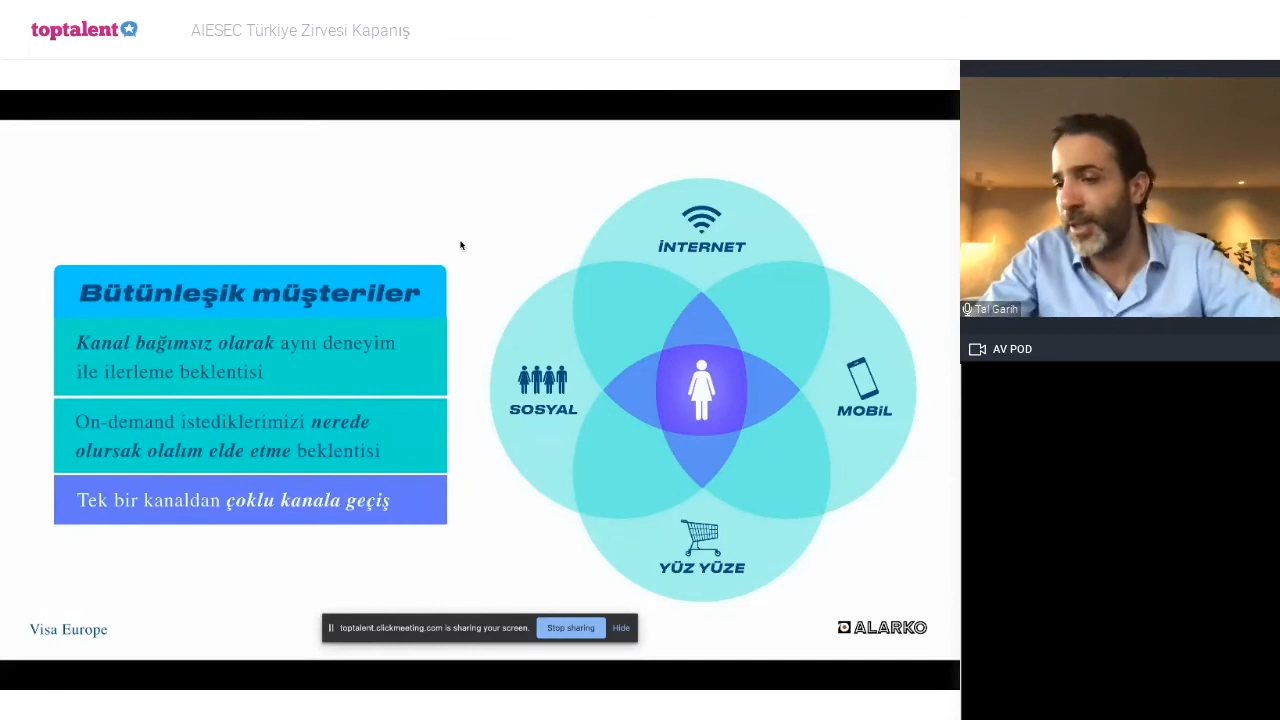 toptalent
AIESEC Türkiye Zirvesi Kapanış
Bütünleşik müşteriler
Kanal bağımsız olarak aynı deneyim
ile ilerleme beklentisi
On-demand istediklerimizi nerede
olursak olalım elde etme beklentisi
Tek bir kanaldan çoklu kanala geçiş
İNTERNET
SOSYAL
MOBİL
YÜZ YÜZE
Visa Europe
toptalent.clickmeeting.com is sharing your screen.
Stop sharing
Hide
ALARKO
Tal Garih
AV POD